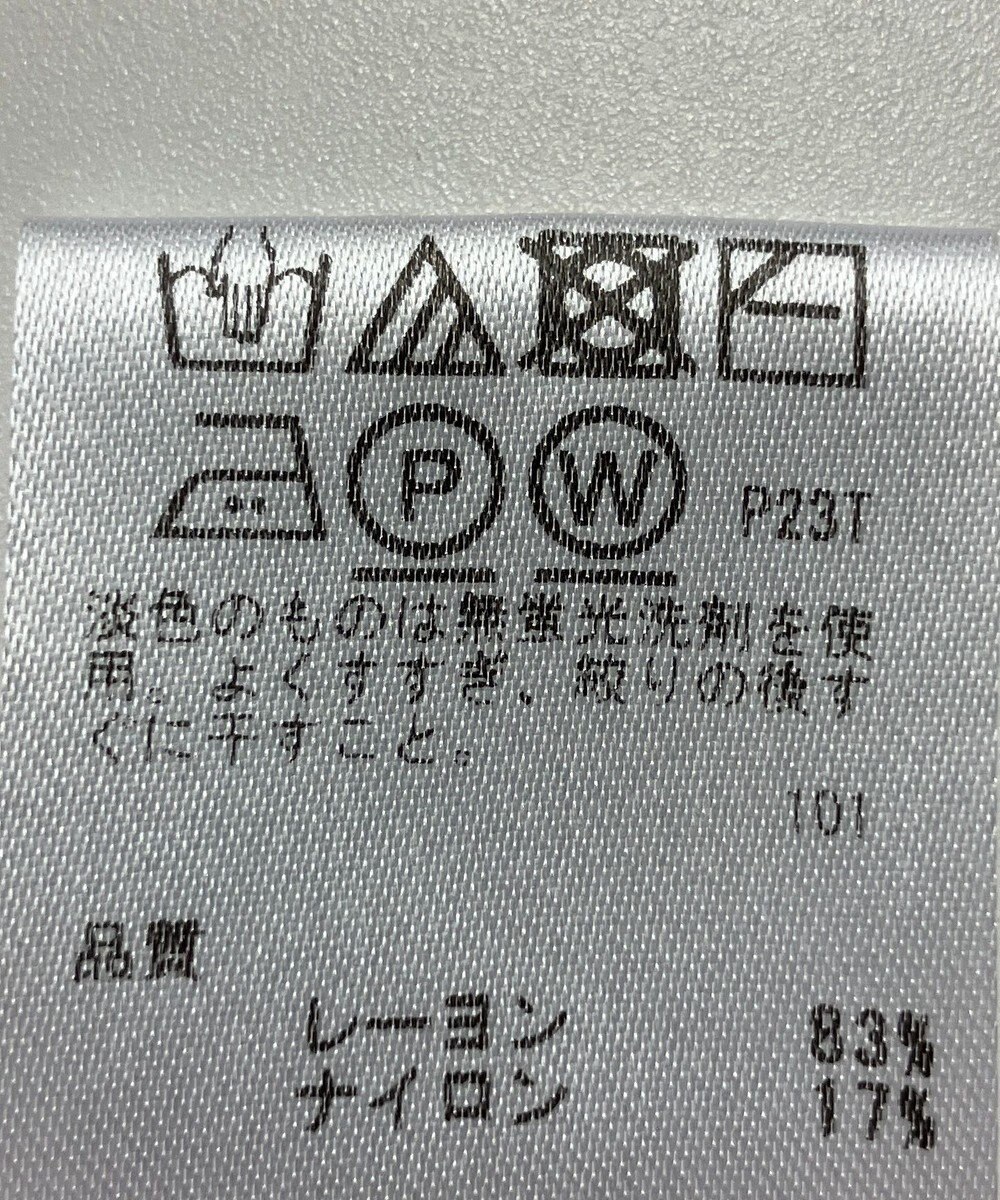 P
W
P23T
淡色のものは無蛍光洗剤を使
用。よくすすぎ、絞りの後す
ぐに干すこと。
101
品質
レーヨン 83%
ナイロン 17%